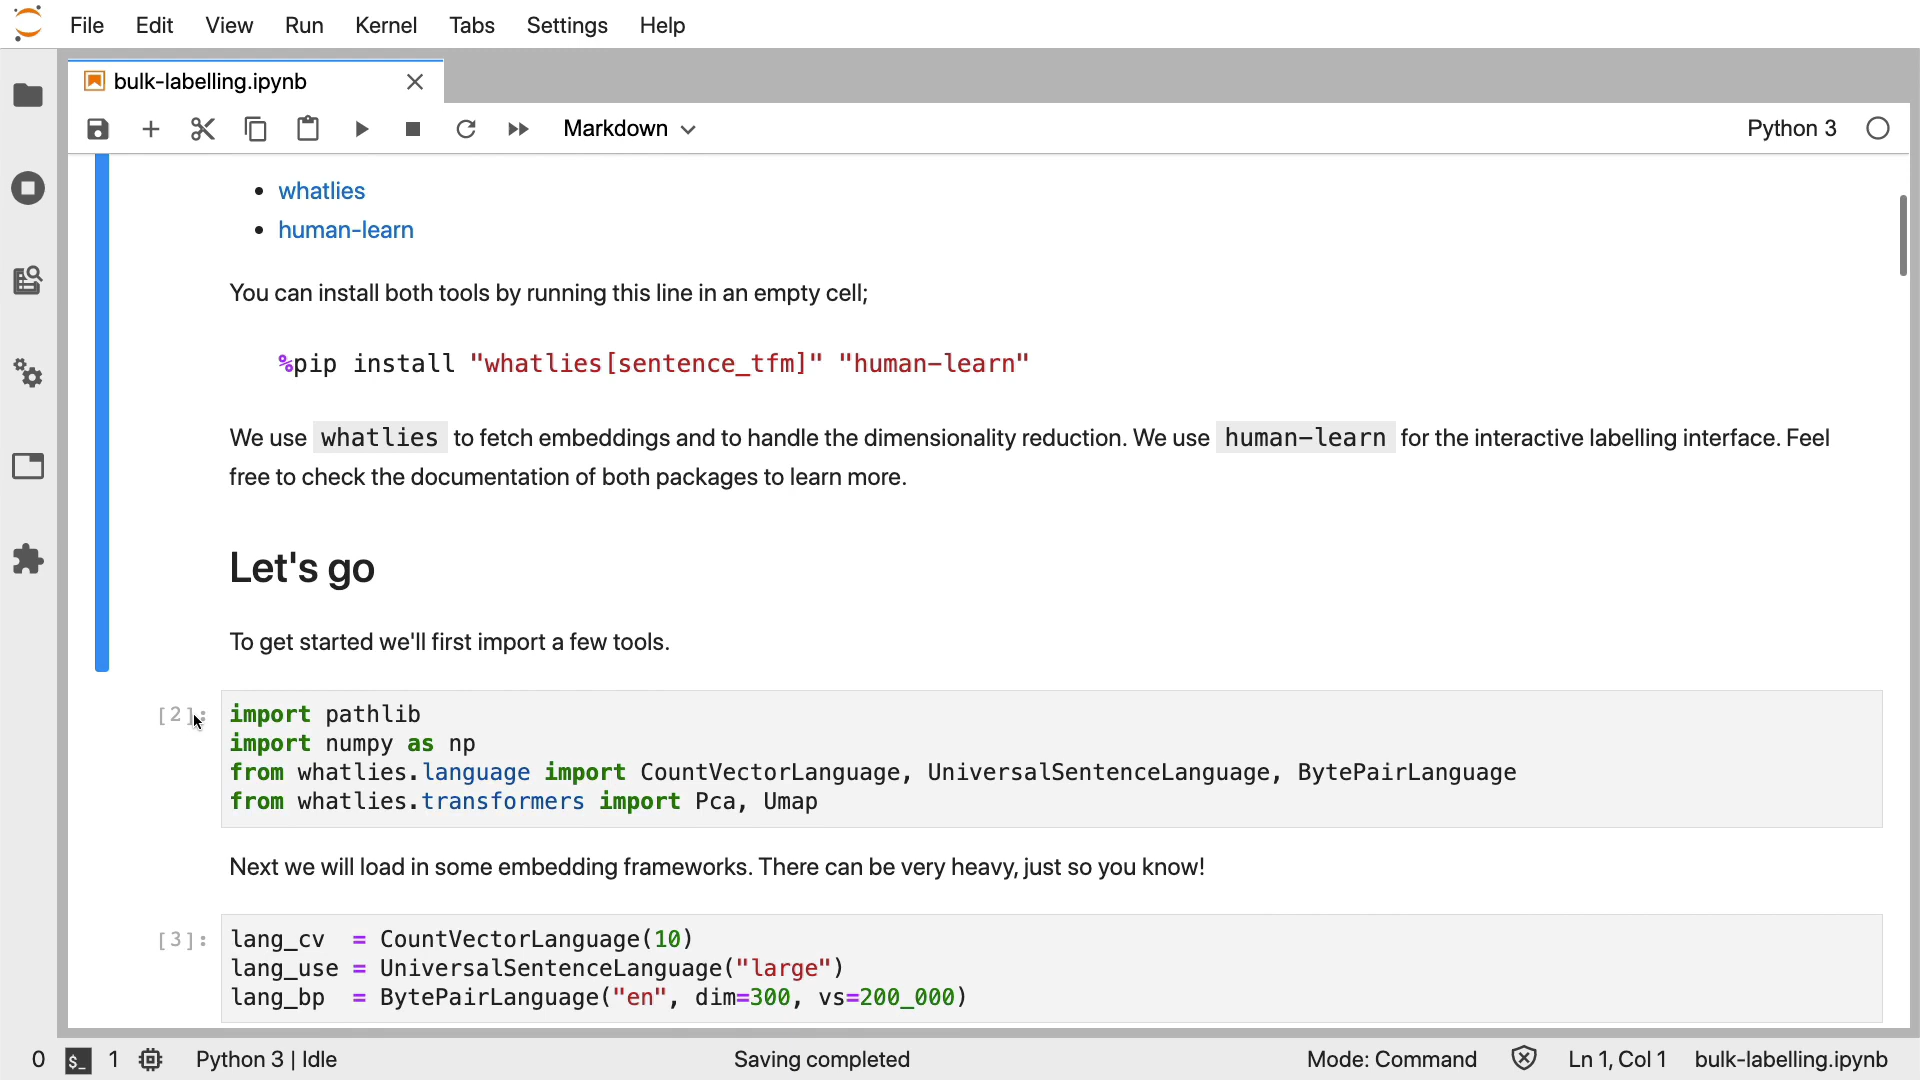 File Edit View Run Kernel Tabs Settings Help
bulk-labelling.ipynb
Markdown
Python 3
• whatlies
• human-learn
You can install both tools by running this line in an empty cell;
%pip install "whatlies[sentence_tfm]" "human-learn"
We use whatlies to fetch embeddings and to handle the dimensionality reduction. We use human-learn for the interactive labelling interface. Feel
free to check the documentation of both packages to learn more.
Let's go
To get started we'll first import a few tools.
[2]: import pathlib
import numpy as np
from whatlies.language import CountVectorLanguage, UniversalSentenceLanguage, BytePairLanguage
from whatlies.transformers import Pca, Umap
Next we will load in some embedding frameworks. There can be very heavy, just so you know!
[3]: lang_cv = CountVectorLanguage(10)
lang_use = UniversalSentenceLanguage("large")
lang_bp = BytePairLanguage("en", dim=300, vs=200_000)
0 $_ 1 Python 3 | Idle Saving completed Mode: Command Ln 1, Col 1 bulk-labelling.ipynb